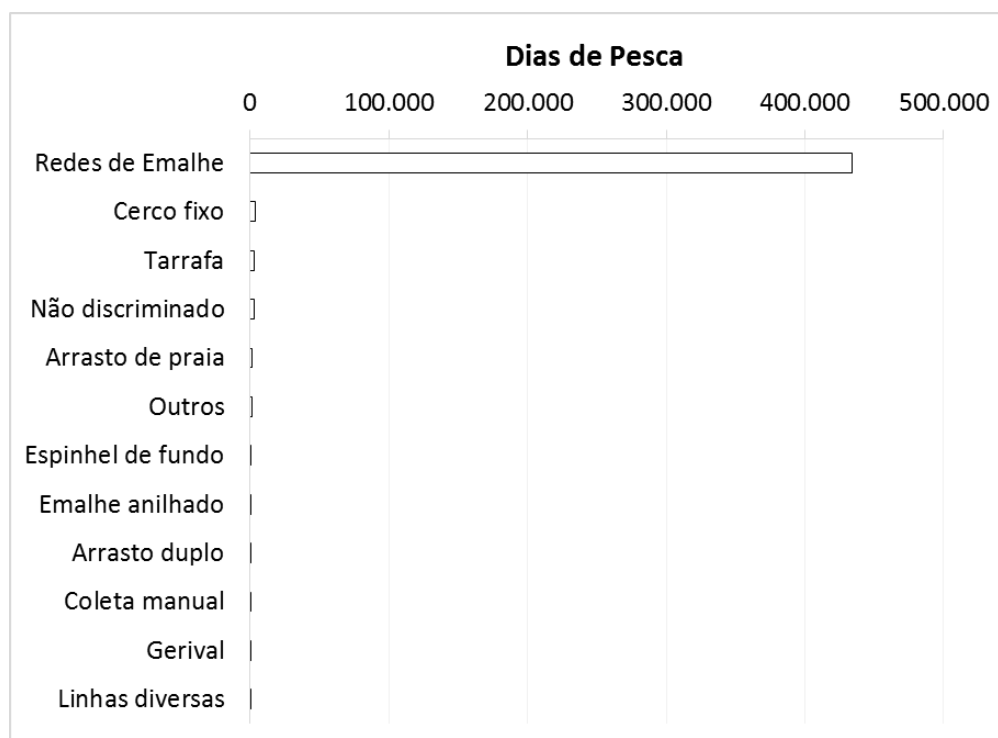 Dias de Pesca
0 100.000 200.000 300.000 400.000 500.000
Redes de Emalhe
Cerco fixo
Tarrafa
Não discriminado
Arrasto de praia
Outros
Espinhel de fundo
Emalhe anilhado
Arrasto duplo
Coleta manual
Gerival
Linhas diversas